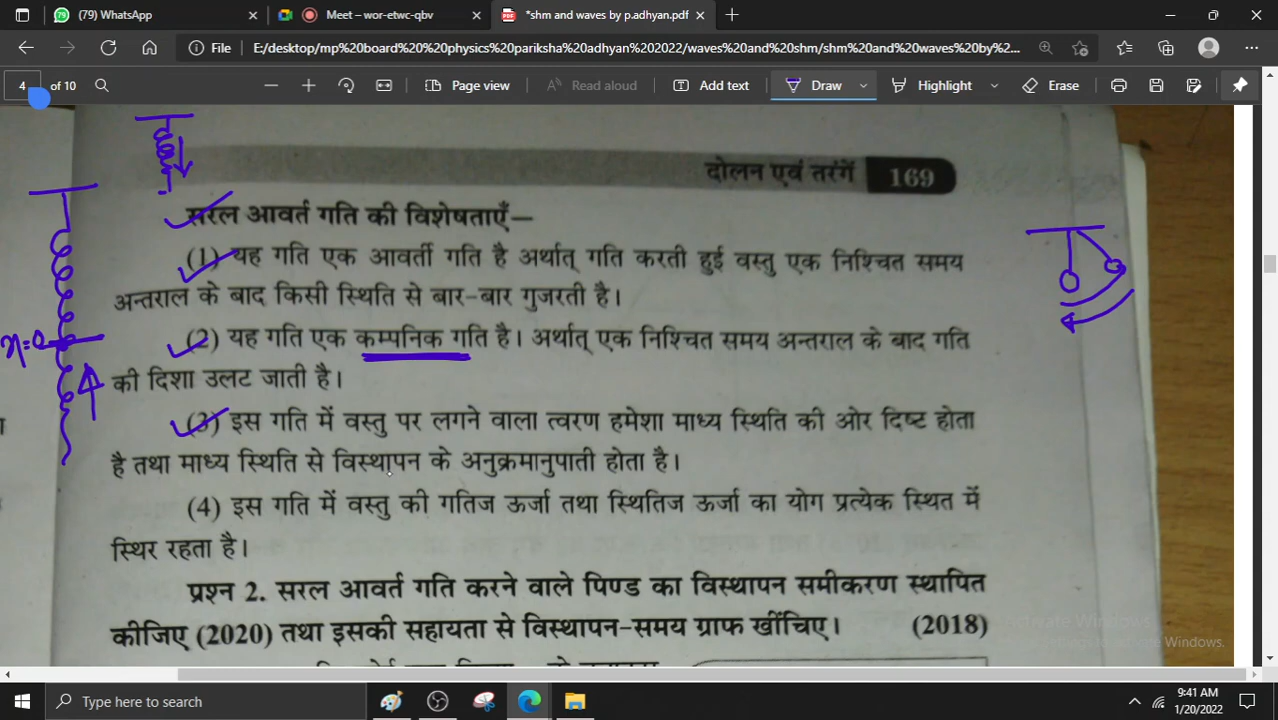 (79) WhatsApp
Meet – wor-etwc-qbv
*shm and waves by p.adhyan.pdf
File
E:/desktop/mp%20board%20%20physics%20pariksha%20adhyan%202022/waves%20and%20shm/shm%20and%20waves%20by%...
4 of 10
Page view
Read aloud
Add text
Draw
Highlight
Erase
दोलन एवं तरंगें 169
सरल आवर्त गति की विशेषताएँ—
(1) यह गति एक आवर्ती गति है अर्थात् गति करती हुई वस्तु एक निश्चित समय
अन्तराल के बाद किसी स्थिति से बार-बार गुजरती है।
(2) यह गति एक कम्पनिक गति है। अर्थात् एक निश्चित समय अन्तराल के बाद गति
की दिशा उलट जाती है।
x=0
(3) इस गति में वस्तु पर लगने वाला त्वरण हमेशा माध्य स्थिति की ओर दिष्ट होता
है तथा माध्य स्थिति से विस्थापन के अनुक्रमानुपाती होता है।
(4) इस गति में वस्तु की गतिज ऊर्जा तथा स्थितिज ऊर्जा का योग प्रत्येक स्थित में
स्थिर रहता है।
प्रश्न 2. सरल आवर्त गति करने वाले पिण्ड का विस्थापन समीकरण स्थापित
कीजिए (2020) तथा इसकी सहायता से विस्थापन-समय ग्राफ खींचिए। (2018)
Activate Windows
Type here to search
9:41 AM
1/20/2022